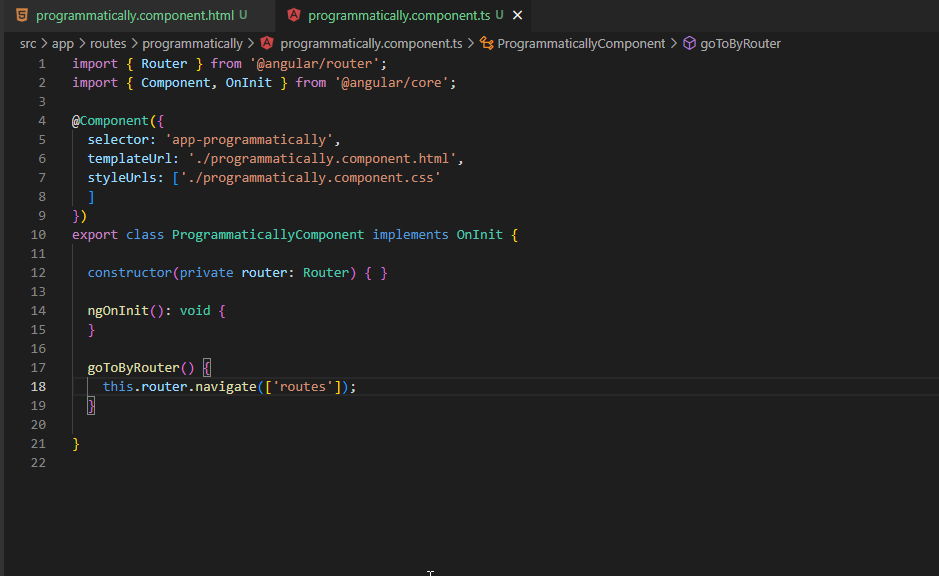 programmatically.component.html U programmatically.component.ts U
src > app > routes > programmatically > programmatically.component.ts > ProgrammaticallyComponent > goToByRouter
1 import { Router } from '@angular/router';
2 import { Component, OnInit } from '@angular/core';
3
4 @Component({
5 selector: 'app-programmatically',
6 templateUrl: './programmatically.component.html',
7 styleUrls: ['./programmatically.component.css'
8 ]
9 })
10 export class ProgrammaticallyComponent implements OnInit {
11
12 constructor(private router: Router) { }
13
14 ngOnInit(): void {
15 }
16
17 goToByRouter() {
18 this.router.navigate(['routes']);
19 }
20
21 }
22